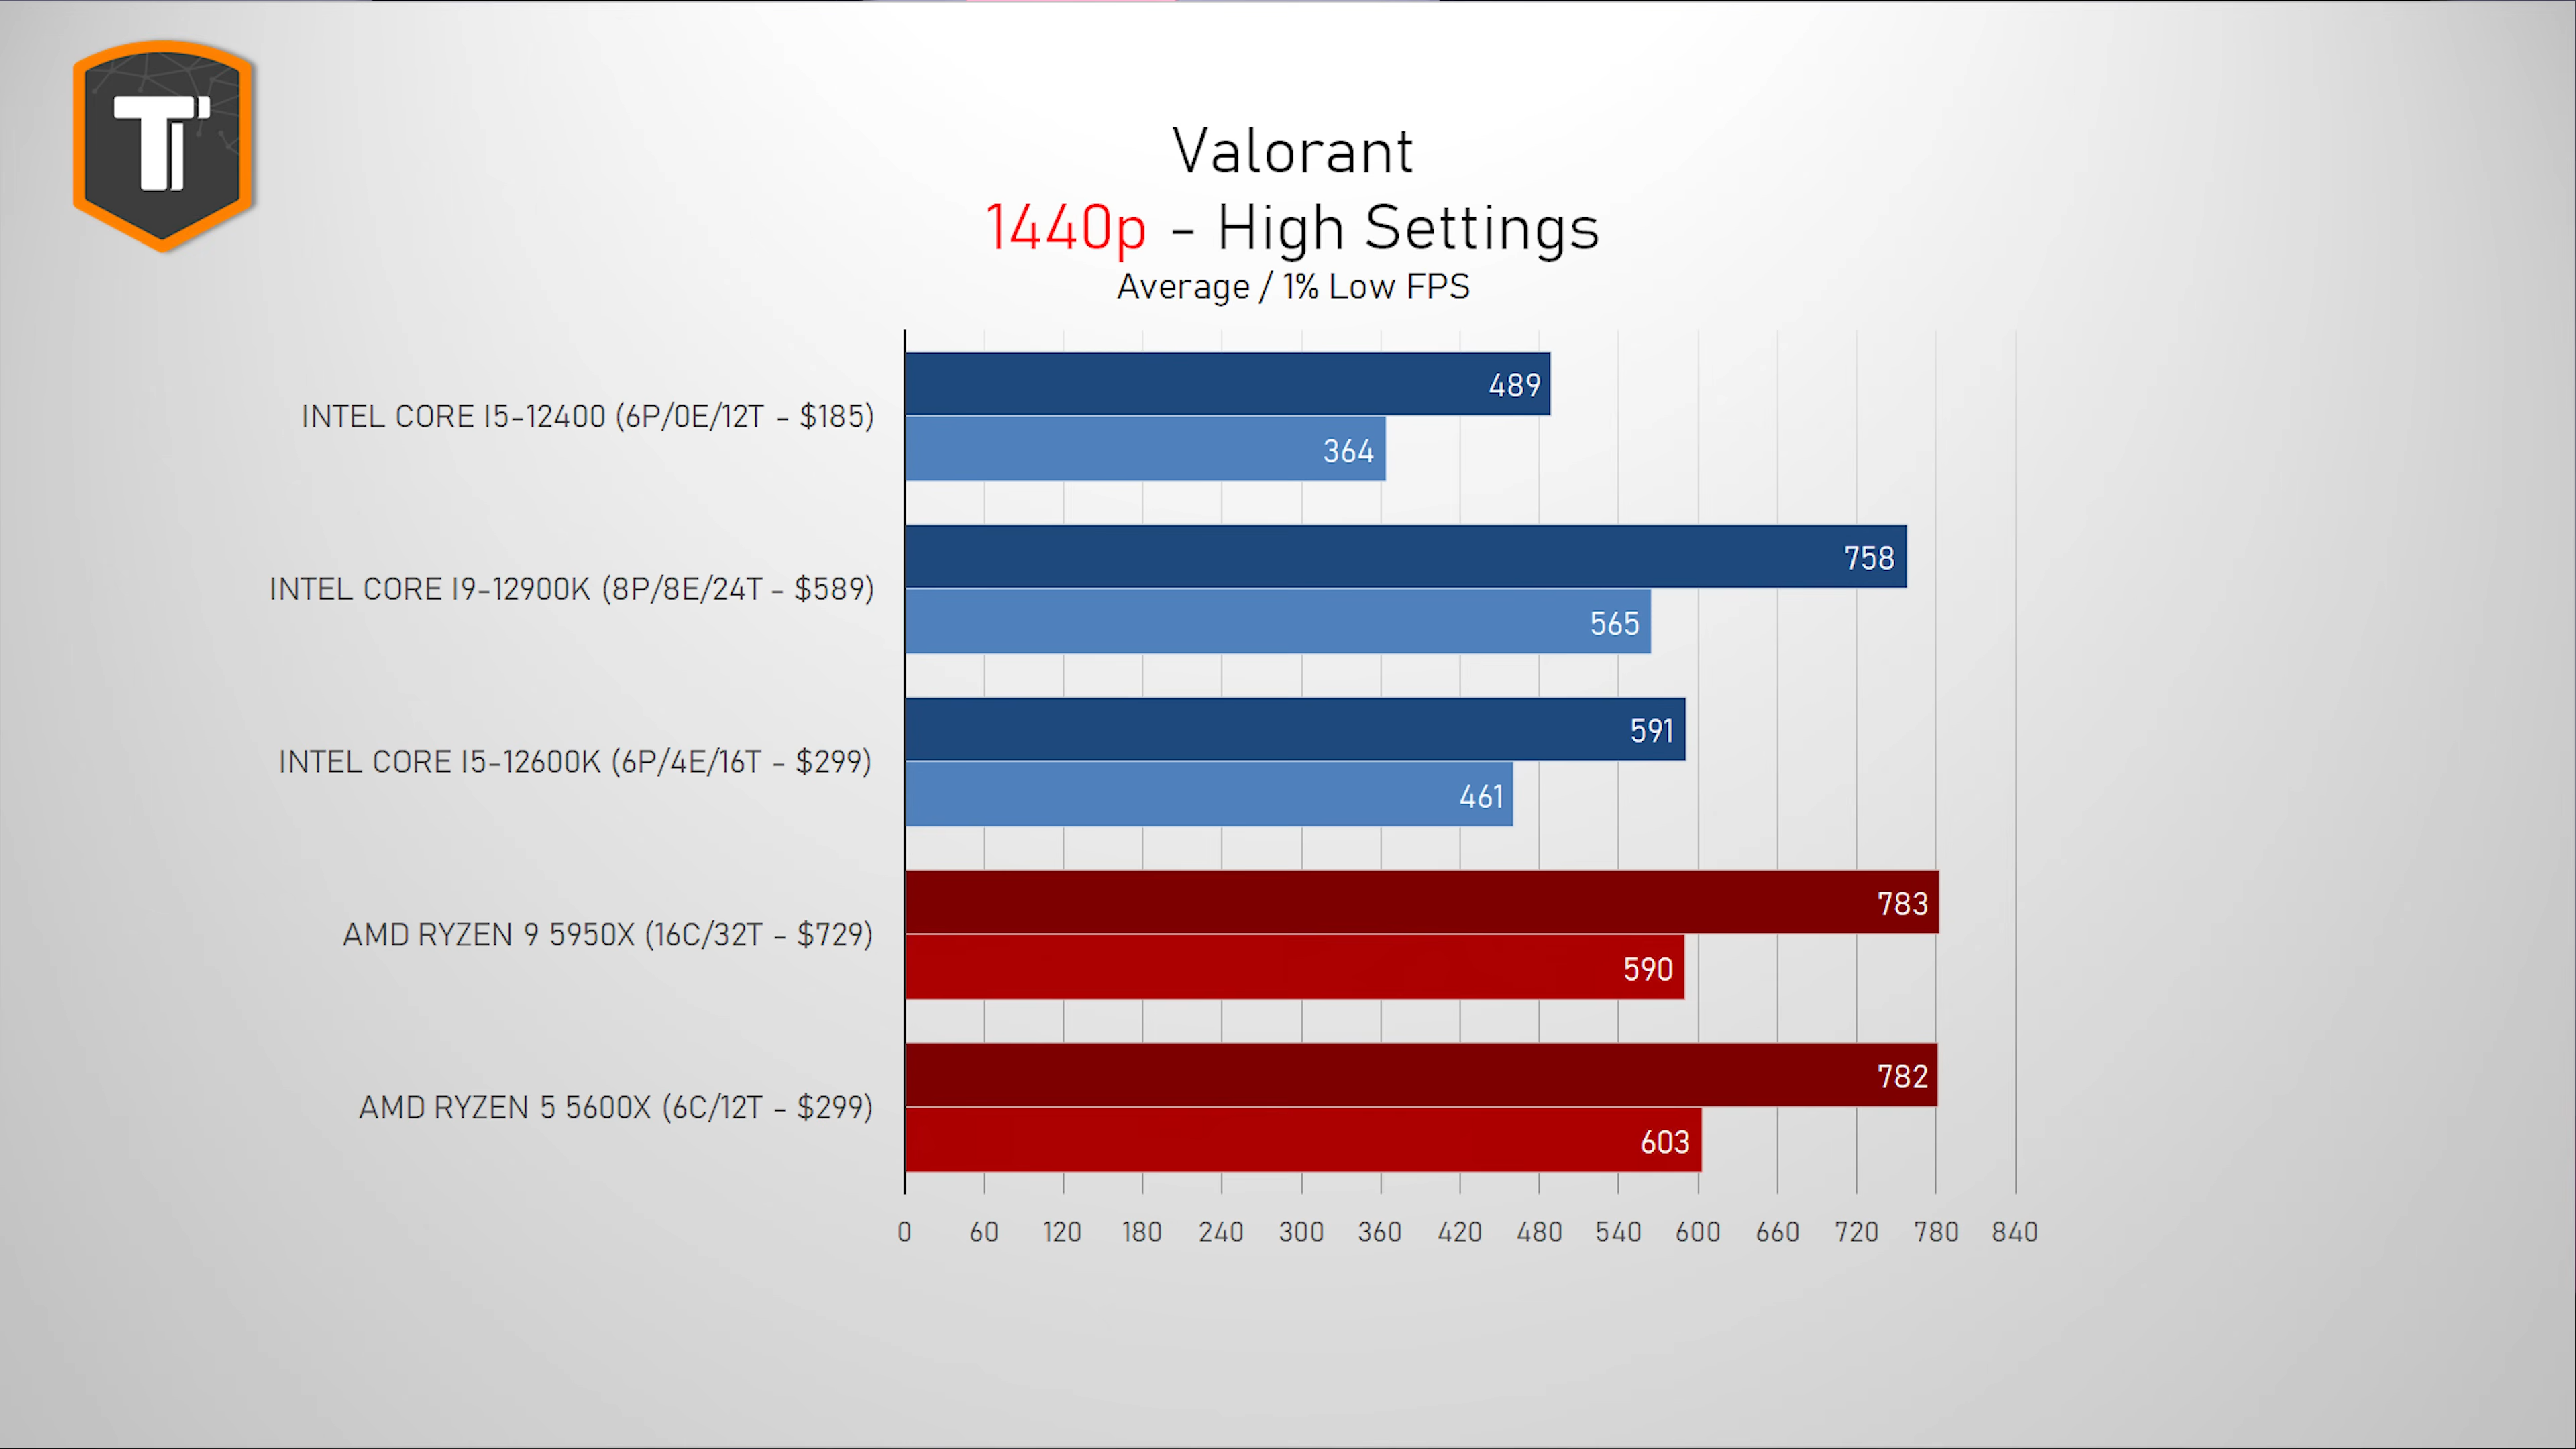 T
Valorant
1440p - High Settings
Average / 1% Low FPS
INTEL CORE I5-12400 (6P/0E/12T - $185)
489
364
INTEL CORE I9-12900K (8P/8E/24T - $589)
758
565
INTEL CORE I5-12600K (6P/4E/16T - $299)
591
461
AMD RYZEN 9 5950X (16C/32T - $729)
783
590
AMD RYZEN 5 5600X (6C/12T - $299)
782
603
0 60 120 180 240 300 360 420 480 540 600 660 720 780 840